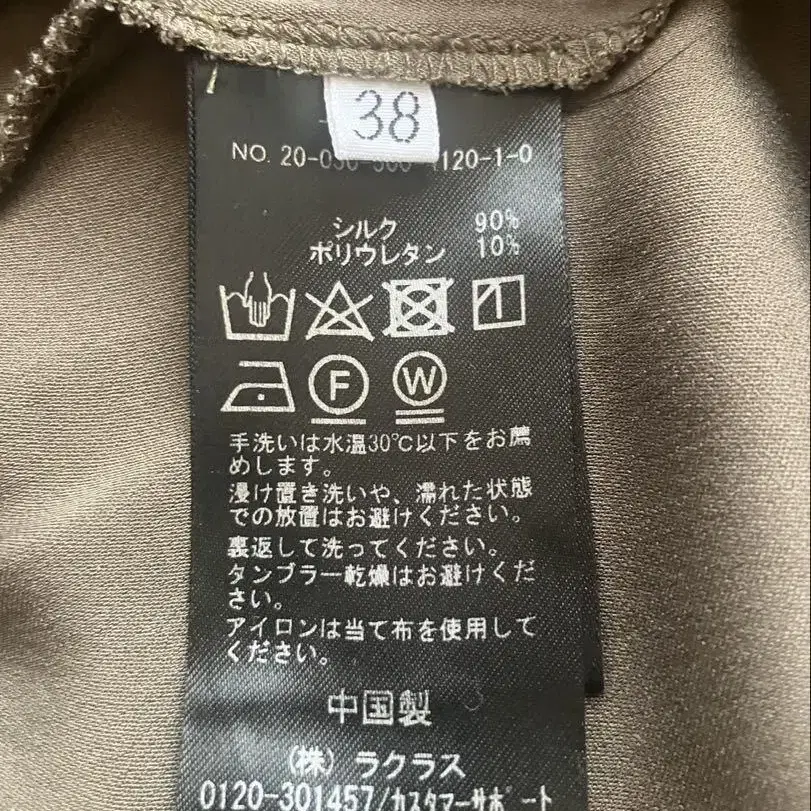 38
NO. 20-030-500- 1120-1-0
シルク 90%
ポリウレタン 10%
F W
手洗いは水温30℃以下をお薦
めします。
浸け置き洗いや、濡れた状態
での放置はお避けください。
裏返して洗ってください。
タンブラー乾燥はお避けくだ
さい。
アイロンは当て布を使用して
ください。
中国製
(株) ラクラス
0120-301457/カスタマーサポート